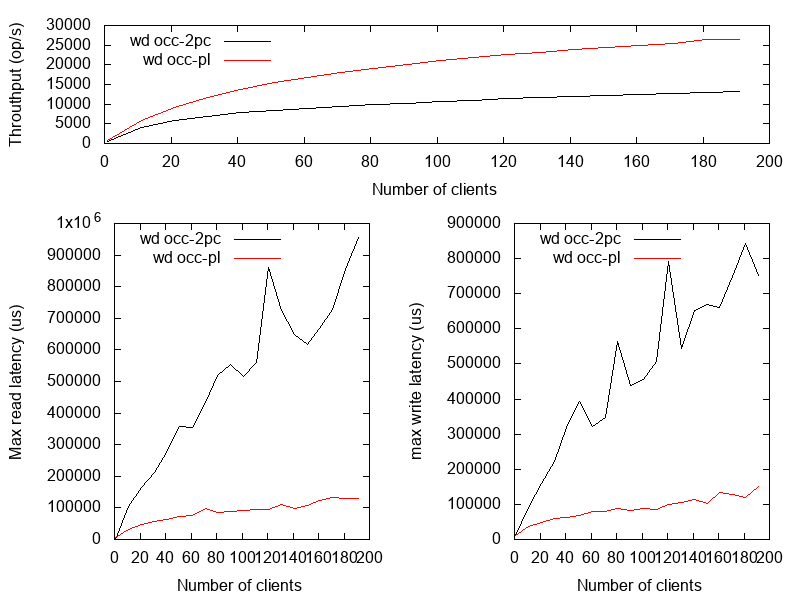 Throuthput (op/s)
30000
25000
20000
15000
10000
5000
0
wd occ-2pc
wd occ-pl
0 20 40 60 80 100 120 140 160 180 200
Number of clients
Max read latency (us)
1x10^6
900000
800000
700000
600000
500000
400000
300000
200000
100000
0
wd occ-2pc
wd occ-pl
0 20 40 60 80 100 120 140 160 180 200
Number of clients
max write latency (us)
900000
800000
700000
600000
500000
400000
300000
200000
100000
0
wd occ-2pc
wd occ-pl
0 20 40 60 80 100 120 140 160 180 200
Number of clients